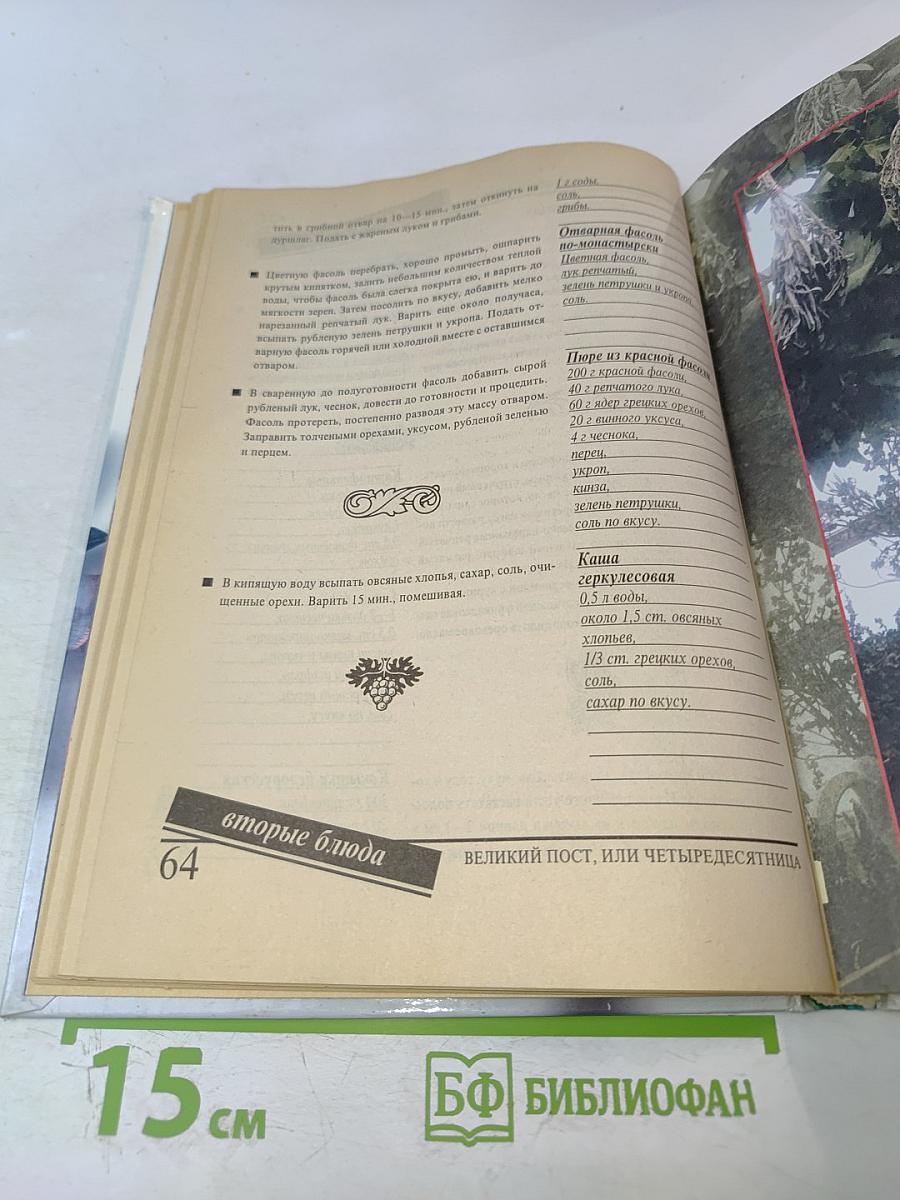 тить в грибной отвар на 10—15 мин., затем откинуть на
дуршлаг. Подать с жареным луком и грибами.
Цветную фасоль перебрать, хорошо промыть, ошпарить
крутым кипятком, залить небольшим количеством теплой
воды, чтобы фасоль была слегка покрыта ею, и варить до
мягкости зерен. Затем посолить по вкусу, добавить мелко
нарезанный репчатый лук. Варить еще около получаса,
всыпать рубленую зелень петрушки и укропа. Подать от-
варную фасоль горячей или холодной вместе с оставшимся
отваром.
В сваренную до полуготовности фасоль добавить сырой
рубленый лук, чеснок, довести до готовности и процедить.
Фасоль протереть, постепенно разводя эту массу отваром.
Заправить толчеными орехами, уксусом, рубленой зеленью
и перцем.
В кипящую воду всыпать овсяные хлопья, сахар, соль, очи-
щенные орехи. Варить 15 мин., помешивая.
1 г соды,
соль,
грибы.
Отварная фасоль
по-монастырски
Цветная фасоль,
лук репчатый,
зелень петрушки и укропа,
соль.
Пюре из красной фасоли
200 г красной фасоли,
40 г репчатого лука,
60 г ядер грецких орехов,
20 г винного уксуса,
4 г чеснока,
перец,
укроп,
кинза,
зелень петрушки,
соль по вкусу.
Каша
геркулесовая
0,5 л воды,
около 1,5 ст. овсяных
хлопьев,
1/3 ст. грецких орехов,
соль,
сахар по вкусу.
вторые блюда
64
ВЕЛИКИЙ ПОСТ, ИЛИ ЧЕТЫРЕДЕСЯТНИЦА
15 см
БФ БИБЛИОФАН